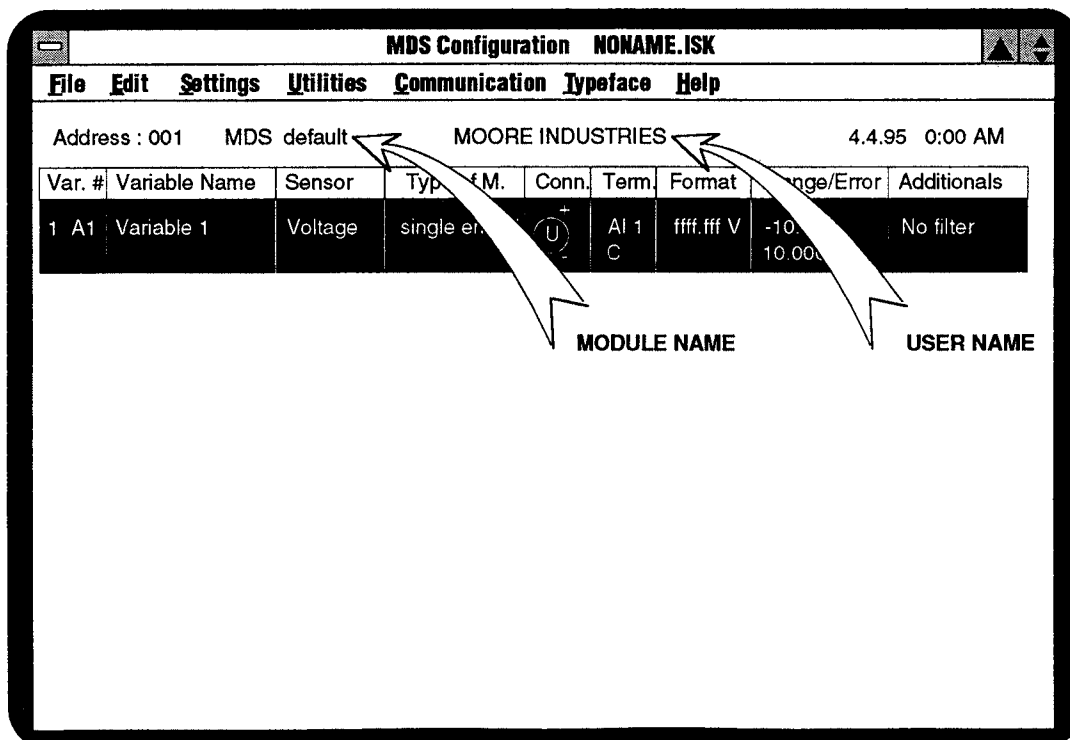 MDS Configuration NONAME.ISK
File Edit Settings Utilities Communication Typeface Help
Address : 001 MDS default MOORE INDUSTRIES 4.4.95 0:00 AM
Var. # Variable Name Sensor Conn. Term. Format Additionals
1 A1 Variable 1 Voltage single + U - AI 1 ffff.fff V No filter
C
MODULE NAME USER NAME